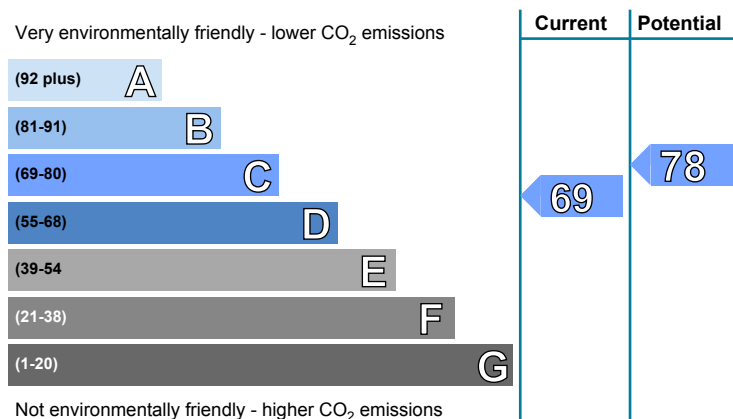 Very environmentally friendly - lower CO₂ emissions
Current
Potential
(92 plus) A
(81-91) B
(69-80) C
(55-68) D
(39-54 E
(21-38) F
(1-20) G
69
78
Not environmentally friendly - higher CO₂ emissions